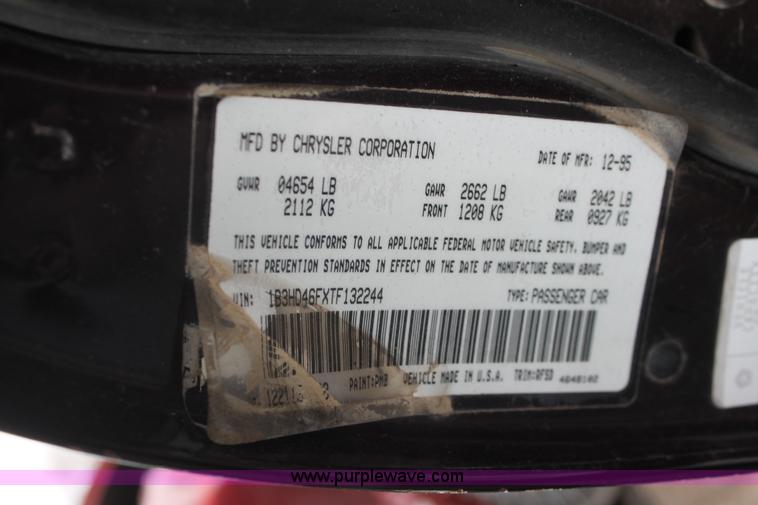 MFD BY CHRYSLER CORPORATION DATE OF MFR: 12-95
GVWR 04654 LB GAWR 2662 LB GAWR 2042 LB
2112 KG FRONT 1208 KG REAR 0927 KG
THIS VEHICLE CONFORMS TO ALL APPLICABLE FEDERAL MOTOR VEHICLE SAFETY, BUMPER AND
THEFT PREVENTION STANDARDS IN EFFECT ON THE DATE OF MANUFACTURE SHOWN ABOVE.
VIN: 1B3HD46FXTF132244 TYPE: PASSENGER CAR
PAINT:PMB VEHICLE MADE IN U.S.A. TRIM:RFSD 4848102
www.purplewave.com